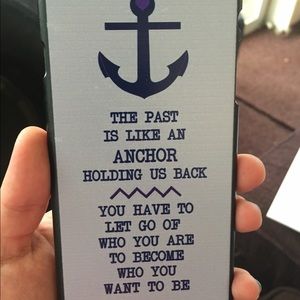 THE PAST
IS LIKE AN
ANCHOR
HOLDING US BACK
YOU HAVE TO
LET GO OF
WHO YOU ARE
TO BECOME
WHO YOU
WANT TO BE